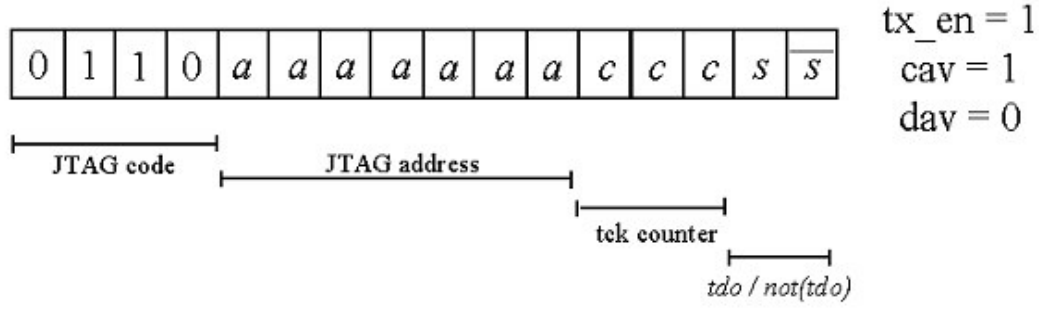 0 1 1 0 a a a a a a a c c c s s̅
tx_en = 1
cav = 1
dav = 0
JTAG code
JTAG address
tck counter
tdo / not(tdo)